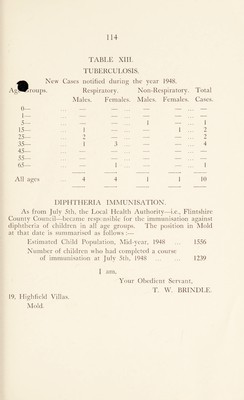 114
TABLE XIII.
TUBERCULOSIS.
New Cases notified during the year 1948.
Groups. Respiratory. Non-Respiratory. Total
Males. Females. Males. Females. Cases.
0— ... — ... — ... — ... — ... —
1— ... — ... — ... — ... — ... —
5— ... — ... — ... 1 ... — ... 1
15— ... 1 ... — ... — ... 1 ... 2
25— ... 2 ... — ... — ... — ... 2
35— ... 1 ... 3 ... — ... — ... 4
45— ... — ... — ... — ... — ... —
55— ... — ... — ... — ... — ... —
65— ... — ... 1 ... — ... — ... 1
All ages ... 4 4 1 1 10
DIPHTHERIA IMMUNISATION.
As from July 5th, the Local Health Authority—i.e., Flintshire
County Council—became responsible for the immunisation against
diphtheria of children in all age groups. The position in Mold
at that date is summarised as follows :—
Estimated Child Population, Mid-year, 1948 ... 1556
Number of children who had completed a course
of immunisation at July 5th, 1948 ... ... 1239
I am,
Your Obedient Servant,
T. W. BRINDLE.
19, Highfield Villas.
Mold.